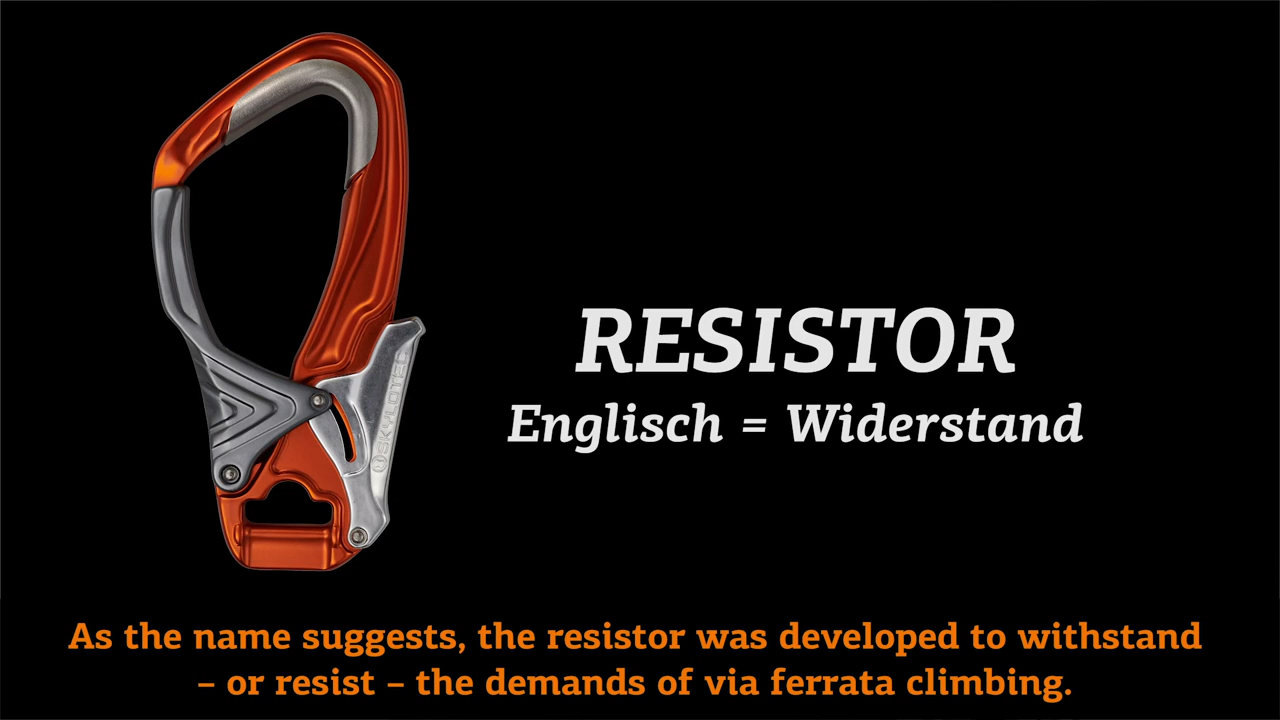 SKYLOTEC
RESISTOR
Englisch = Widerstand
As the name suggests, the resistor was developed to withstand
– or resist – the demands of via ferrata climbing.